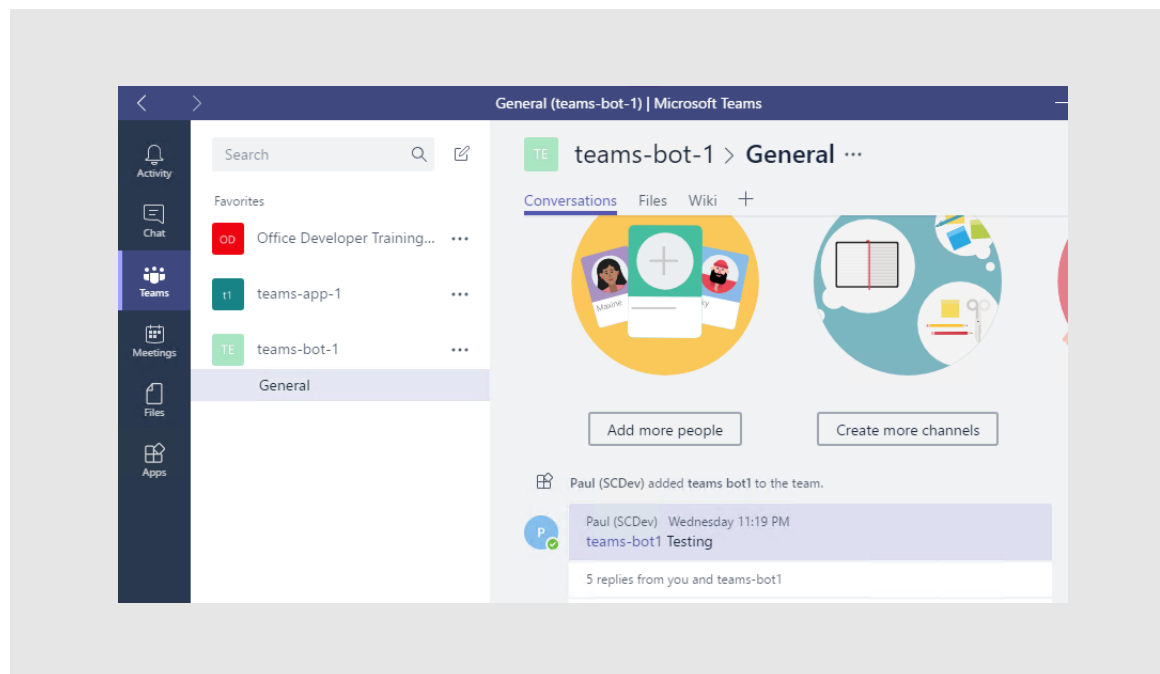 General (teams-bot-1) | Microsoft Teams
Activity
Chat
Teams
Meetings
Files
Apps
Search
Favorites
OD Office Developer Training...
t1 teams-app-1
TE teams-bot-1
General
TE teams-bot-1 > General ...
Conversations Files Wiki +
Maxine
Add more people
Create more channels
Paul (SCDev) added teams bot1 to the team.
P
Paul (SCDev) Wednesday 11:19 PM
teams-bot1 Testing
5 replies from you and teams-bot1